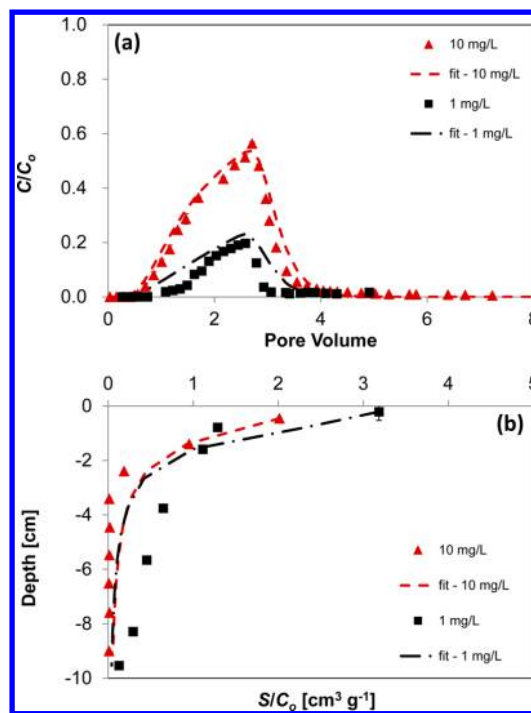 (a)
10 mg/L
fit - 10 mg/L
1 mg/L
fit - 1 mg/L
C/Co
1.0
0.8
0.6
0.4
0.2
0.0
0 2 4 6 8
Pore Volume
0 1 2 3 4 5
(b)
Depth [cm]
0
-2
-4
-6
-8
-10
10 mg/L
fit - 10 mg/L
1 mg/L
fit - 1 mg/L
S/Co [cm³ g⁻¹]